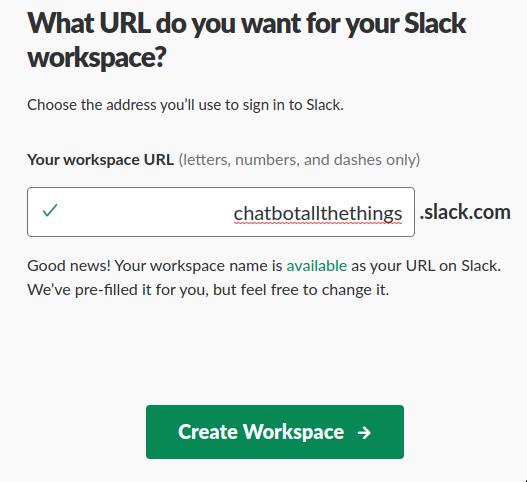 What URL do you want for your Slack
workspace?
Choose the address you’ll use to sign in to Slack.
Your workspace URL (letters, numbers, and dashes only)
chatbotallthethings .slack.com
Good news! Your workspace name is available as your URL on Slack.
We’ve pre-filled it for you, but feel free to change it.
Create Workspace →